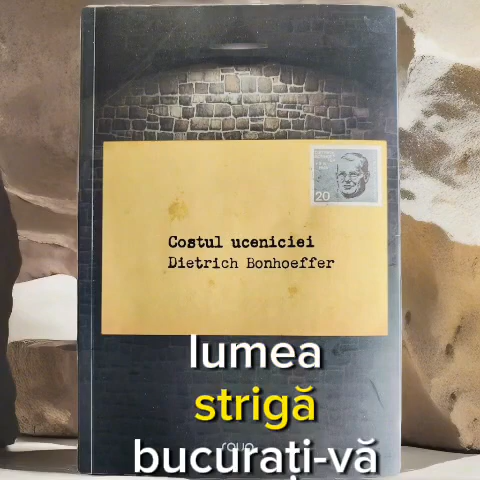 20
Costul uceniciei
Dietrich Bonhoeffer
lumea
strigă
bucurați-vă